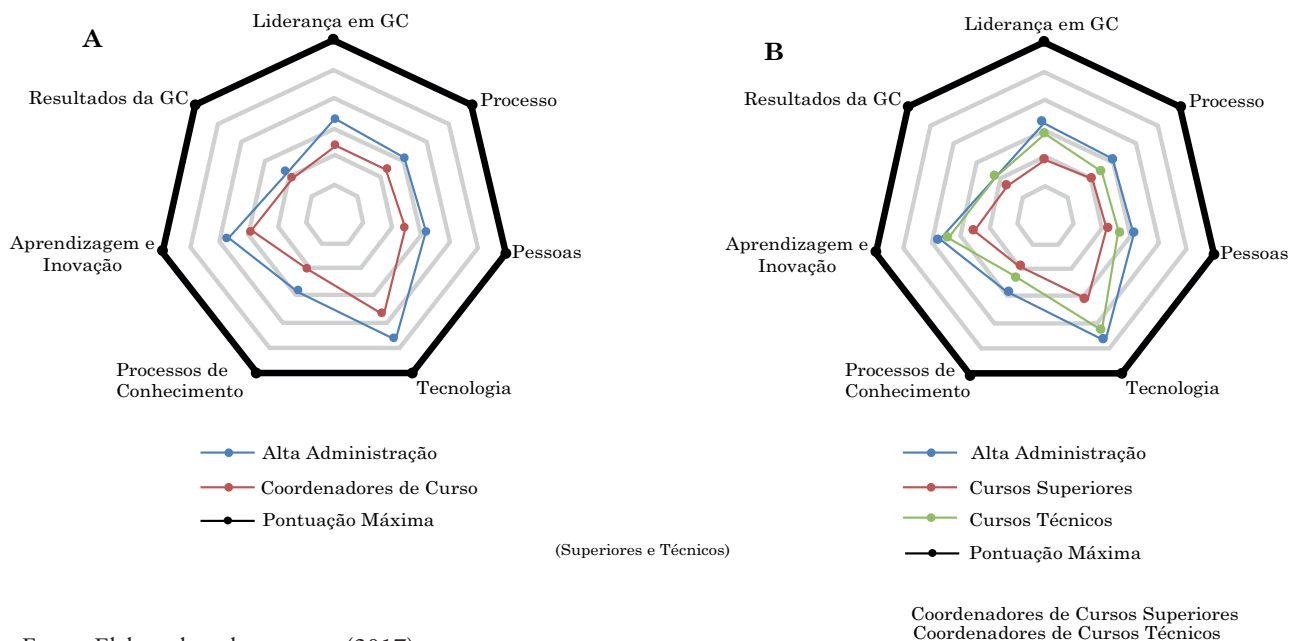 A
Liderança em GC
Processo
Pessoas
Tecnologia
Processos de
Conhecimento
Aprendizagem e
Inovação
Resultados da GC
Alta Administração
Coordenadores de Curso
Pontuação Máxima
(Superiores e Técnicos)
B
Liderança em GC
Processo
Pessoas
Tecnologia
Processos de
Conhecimento
Aprendizagem e
Inovação
Resultados da GC
Alta Administração
Cursos Superiores
Cursos Técnicos
Pontuação Máxima
Coordenadores de Cursos Superiores
Coordenadores de Cursos Técnicos
(2017)